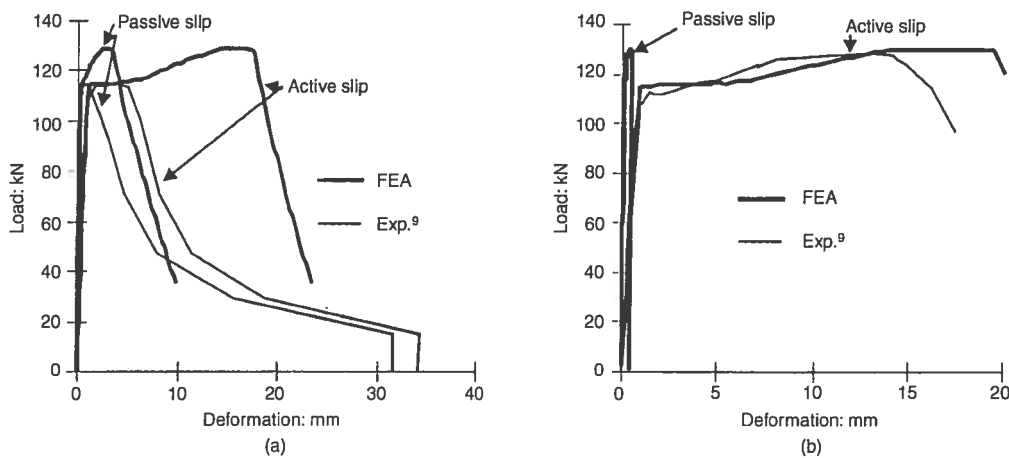 140
120
100
80
60
40
20
0
Load: kN
Passive slip
Active slip
FEA
Exp.⁹
0 10 20 30 40
Deformation: mm
(a)
140
120
100
80
60
40
20
0
Load: kN
Passive slip
Active slip
FEA
Exp.⁹
0 5 10 15 20
Deformation: mm
(b)